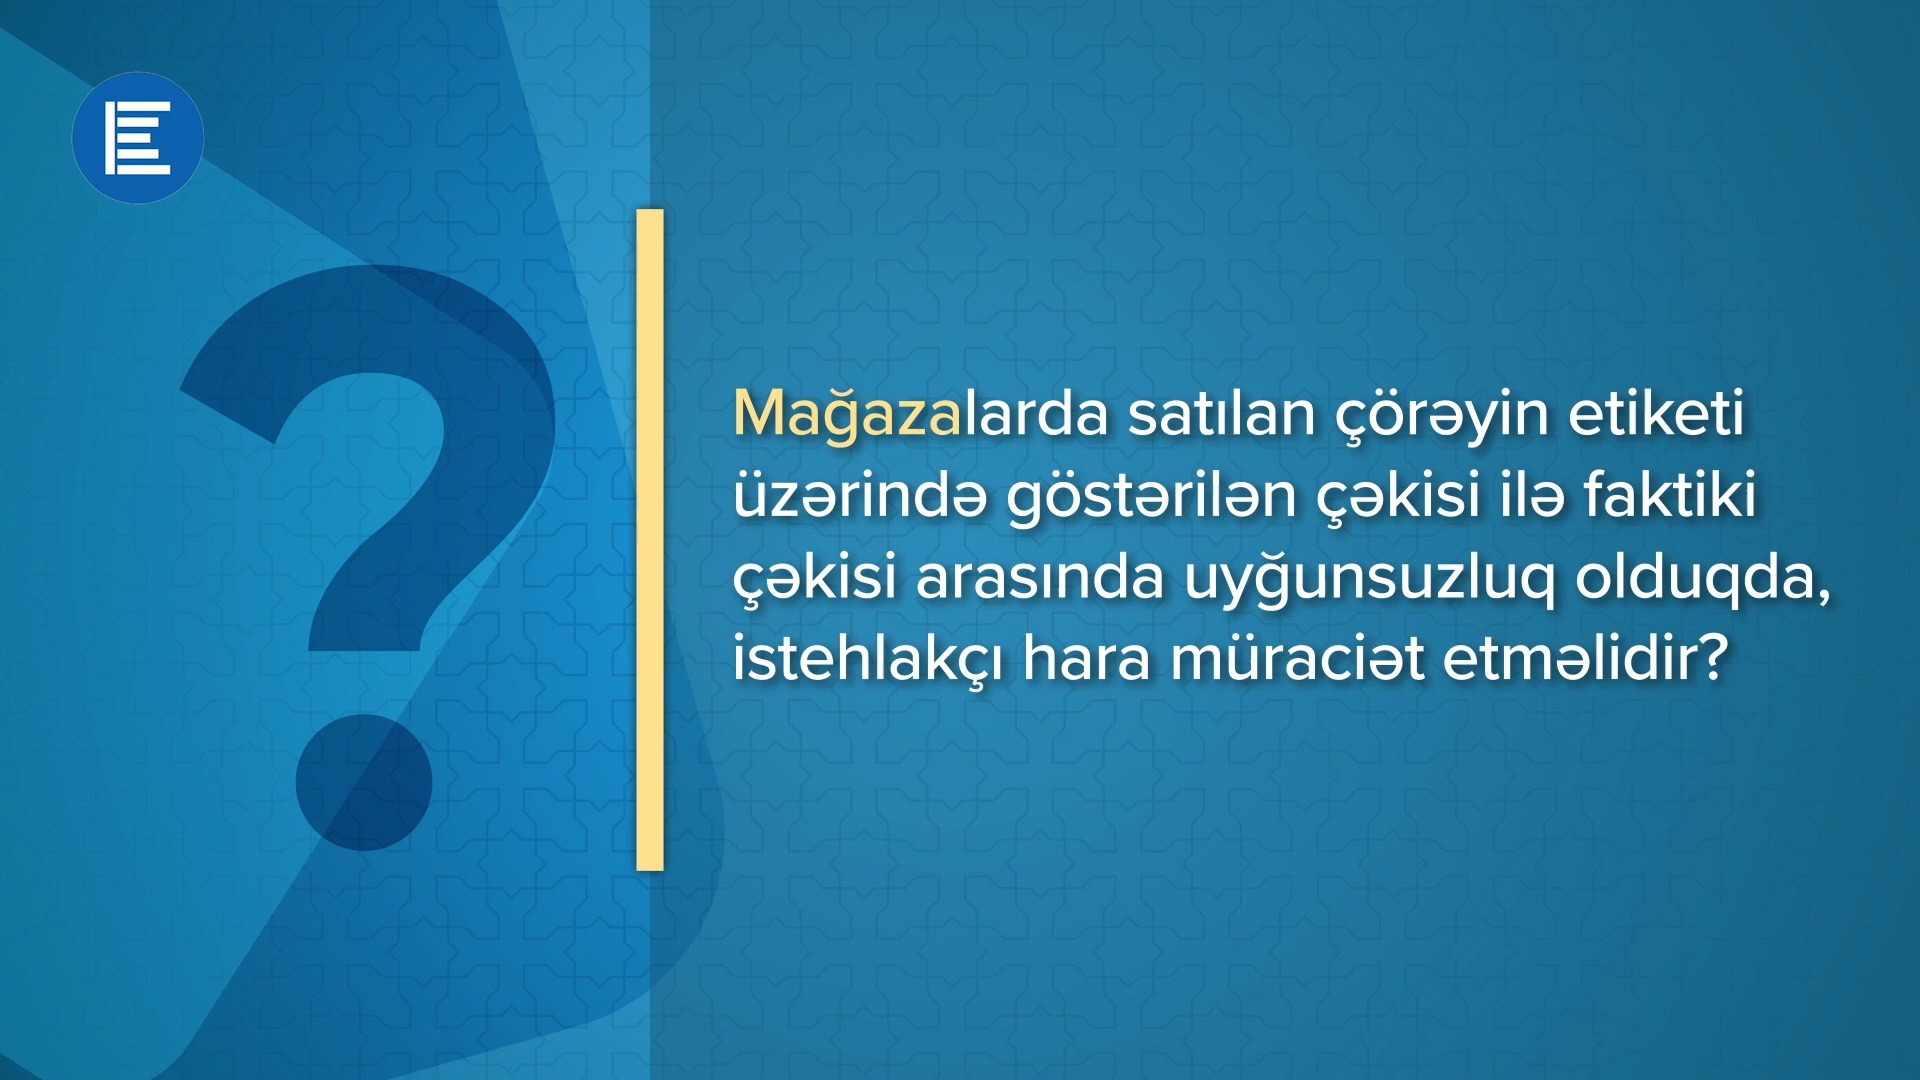 Mağazalarda satılan çörəyin etiketi
üzərində göstərilən çəkisi ilə faktiki
çəkisi arasında uyğunsuzluq olduqda,
istehlakçı hara müraciət etməlidir?